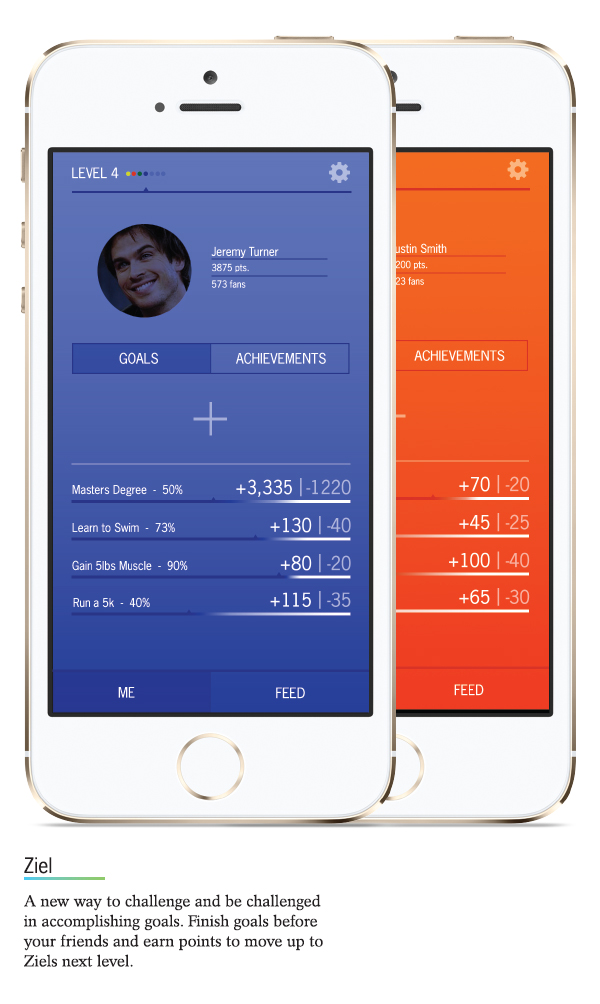 LEVEL 4
Jeremy Turner
3875 pts.
573 fans
GOALS
ACHIEVEMENTS
Masters Degree - 50%
+3,335 | -1220
Learn to Swim - 73%
+130 | -40
Gain 5lbs Muscle - 90%
+80 | -20
Run a 5k - 40%
+115 | -35
ME
FEED
ustin Smith
200 pts.
23 fans
ACHIEVEMENTS
+70 | -20
+45 | -25
+100 | -40
+65 | -30
FEED
Ziel
A new way to challenge and be challenged
in accomplishing goals. Finish goals before
your friends and earn points to move up to
Ziels next level.